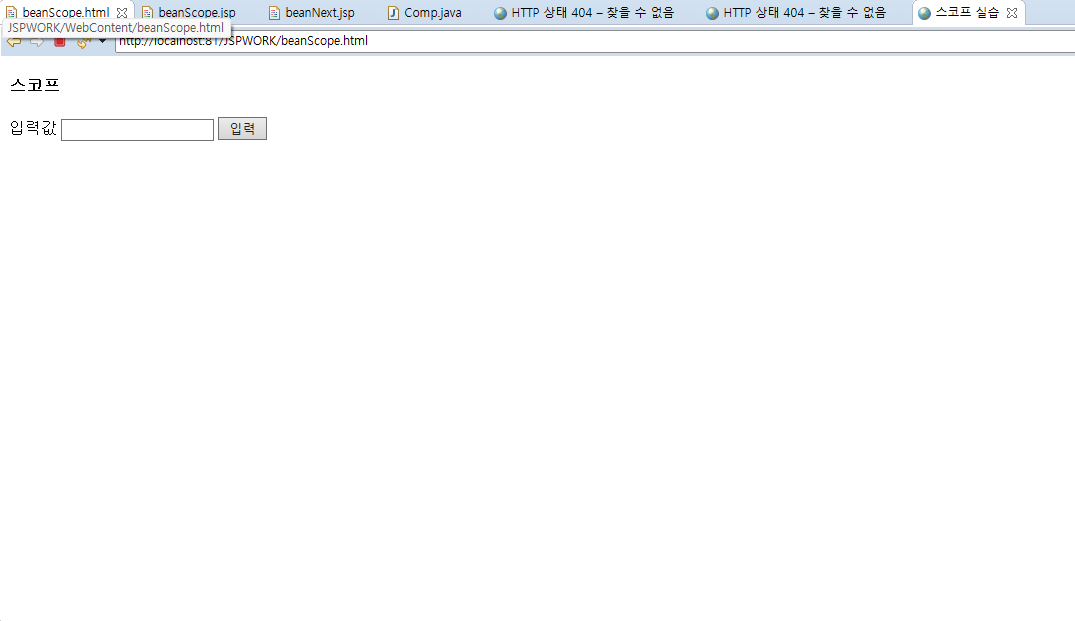 beanScope.html beanScope.jsp beanNext.jsp Comp.java HTTP 상태 404 – 찾을 수 없음 HTTP 상태 404 – 찾을 수 없음 스코프 실습
JSPWORK/WebContent/beanScope.html
http://localhost:81/JSPWORK/beanScope.html
스코프
입력값 입력